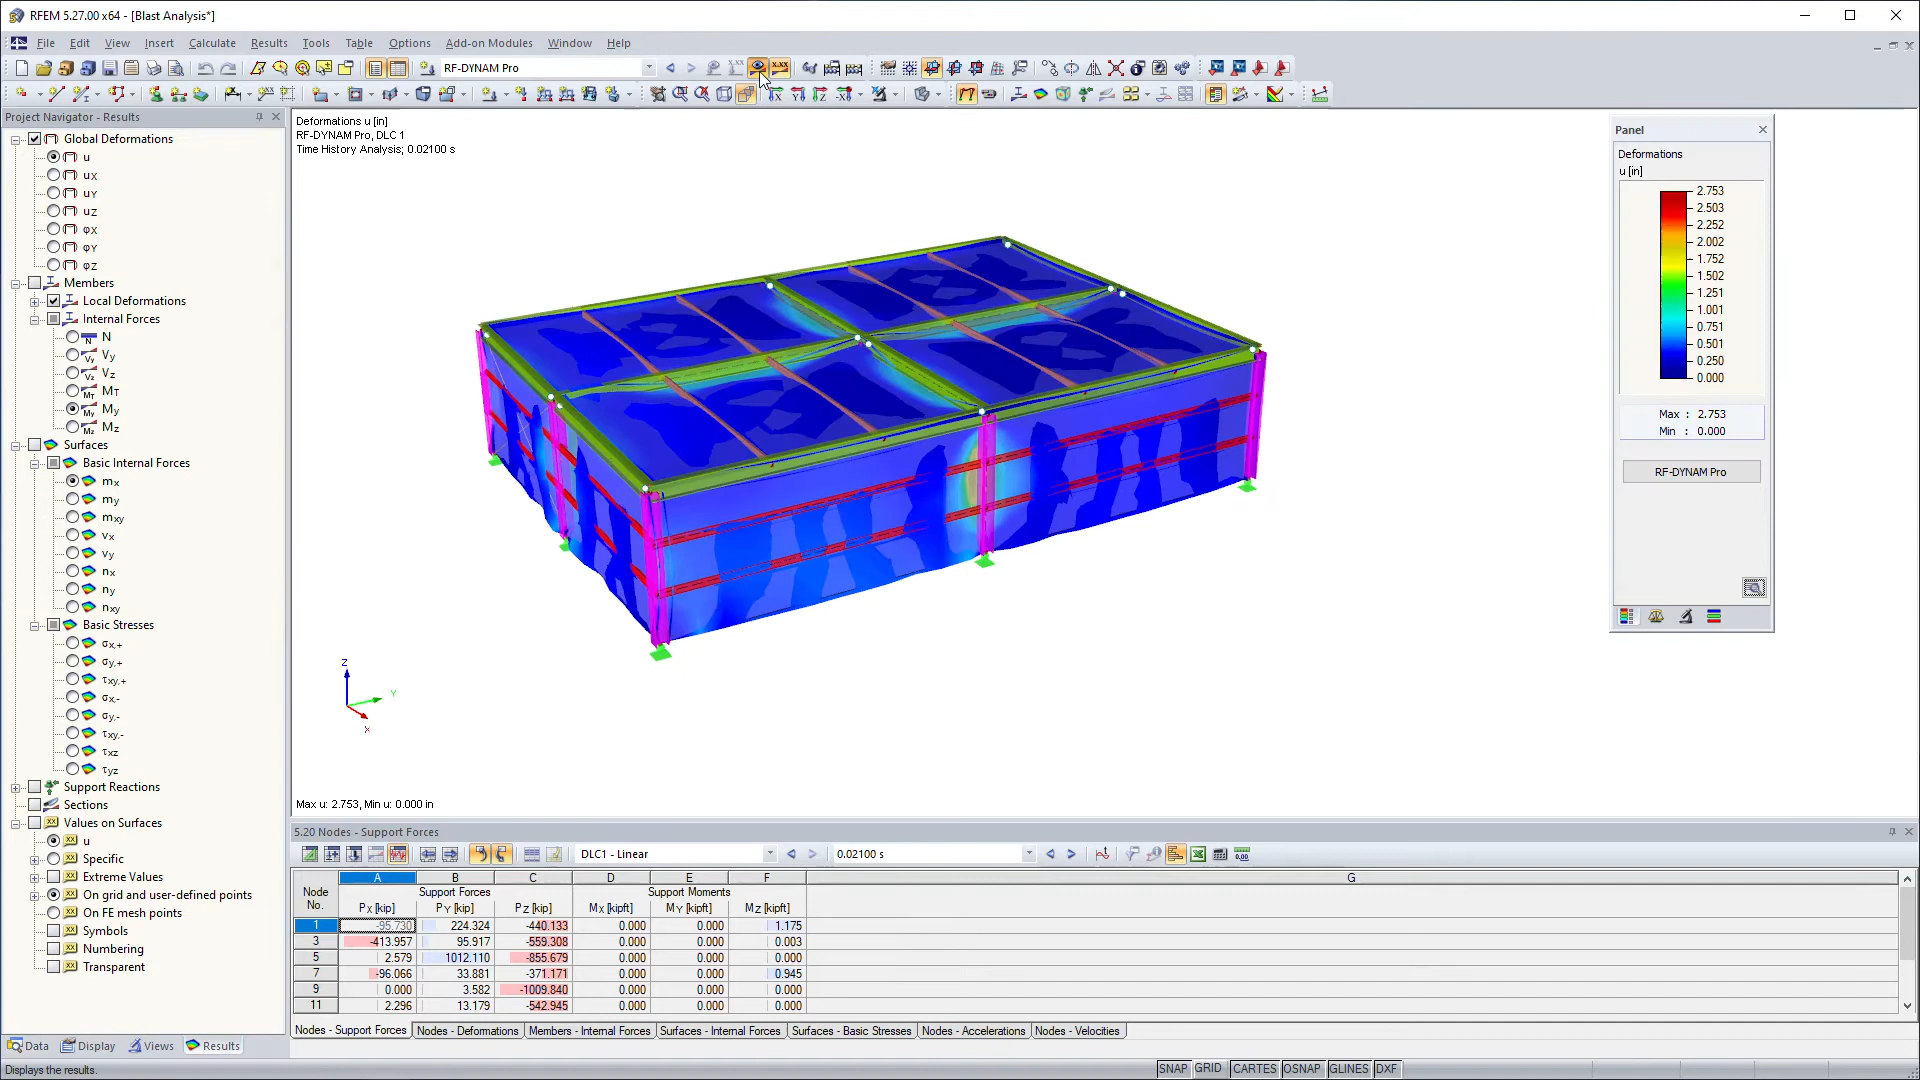 RFEM 5.27.00 x64 - [Blast Analysis*]
File Edit View Insert Calculate Results Tools Table Options Add-on Modules Window Help
RF-DYNAM Pro
Project Navigator - Results
Global Deformations
u
uX
uY
uZ
φX
φY
φZ
Members
Local Deformations
Internal Forces
N
Vy
Vz
MT
My
Mz
Surfaces
Basic Internal Forces
mx
my
mxy
vx
vy
nx
ny
nxy
Basic Stresses
σx,+
σy,+
τxy,+
σx,-
σy,-
τxy,-
τxz
τyz
Support Reactions
Sections
Values on Surfaces
u
Specific
Extreme Values
On grid and user-defined points
On FE mesh points
Symbols
Numbering
Transparent
Data Display Views Results
Displays the results.
Deformations u [in]
RF-DYNAM Pro, DLC 1
Time History Analysis; 0.02100 s
Z
Y
X
Max u: 2.753, Min u: 0.000 in
Panel
Deformations
u [in]
2.753
2.503
2.252
2.002
1.752
1.502
1.251
1.001
0.751
0.501
0.250
0.000
Max : 2.753
Min : 0.000
RF-DYNAM Pro
5.20 Nodes - Support Forces
DLC1 - Linear 0.02100 s
A B C D E F G
Node Support Forces Support Moments
No. PX [kip] PY [kip] PZ [kip] MX [kipft] MY [kipft] MZ [kipft]
1 -95.730 224.324 -440.133 0.000 0.000 1.175
3 -413.957 95.917 -559.308 0.000 0.000 0.003
5 2.579 1012.110 -855.679 0.000 0.000 0.000
7 -96.066 33.881 -371.171 0.000 0.000 0.945
9 0.000 3.582 -1009.840 0.000 0.000 0.000
11 2.296 13.179 -542.945 0.000 0.000 0.000
Nodes - Support Forces Nodes - Deformations Members - Internal Forces Surfaces - Internal Forces Surfaces - Basic Stresses Nodes - Accelerations Nodes - Velocities
SNAP GRID CARTES OSNAP GLINES DXF